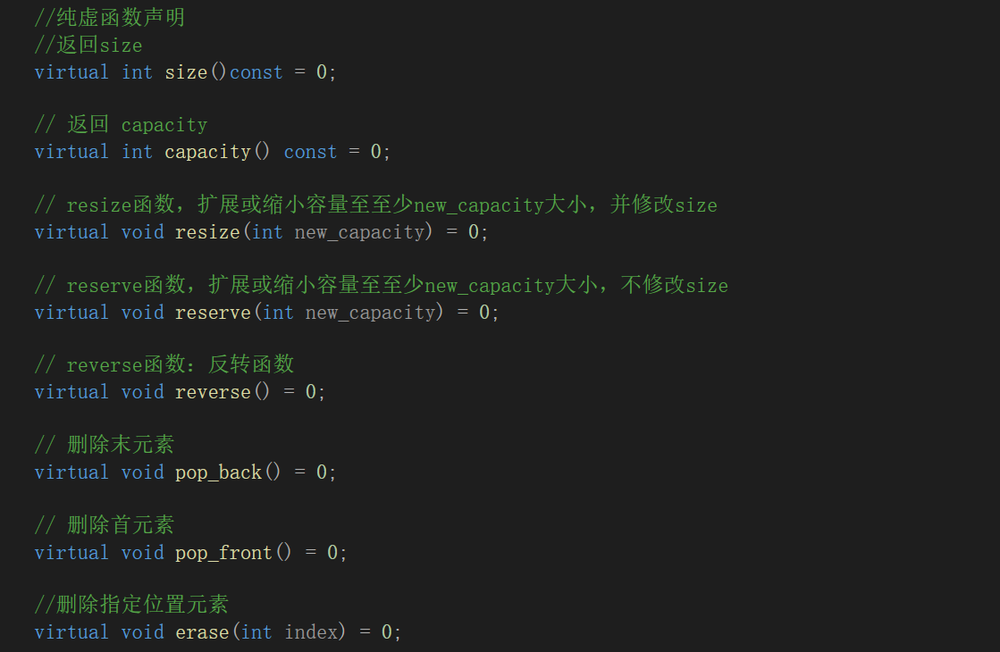 //纯虚函数声明
//返回size
virtual int size()const = 0;
// 返回 capacity
virtual int capacity() const = 0;
// resize函数，扩展或缩小容量至至少new_capacity大小，并修改size
virtual void resize(int new_capacity) = 0;
// reserve函数，扩展或缩小容量至至少new_capacity大小，不修改size
virtual void reserve(int new_capacity) = 0;
// reverse函数：反转函数
virtual void reverse() = 0;
// 删除末元素
virtual void pop_back() = 0;
// 删除首元素
virtual void pop_front() = 0;
//删除指定位置元素
virtual void erase(int index) = 0;